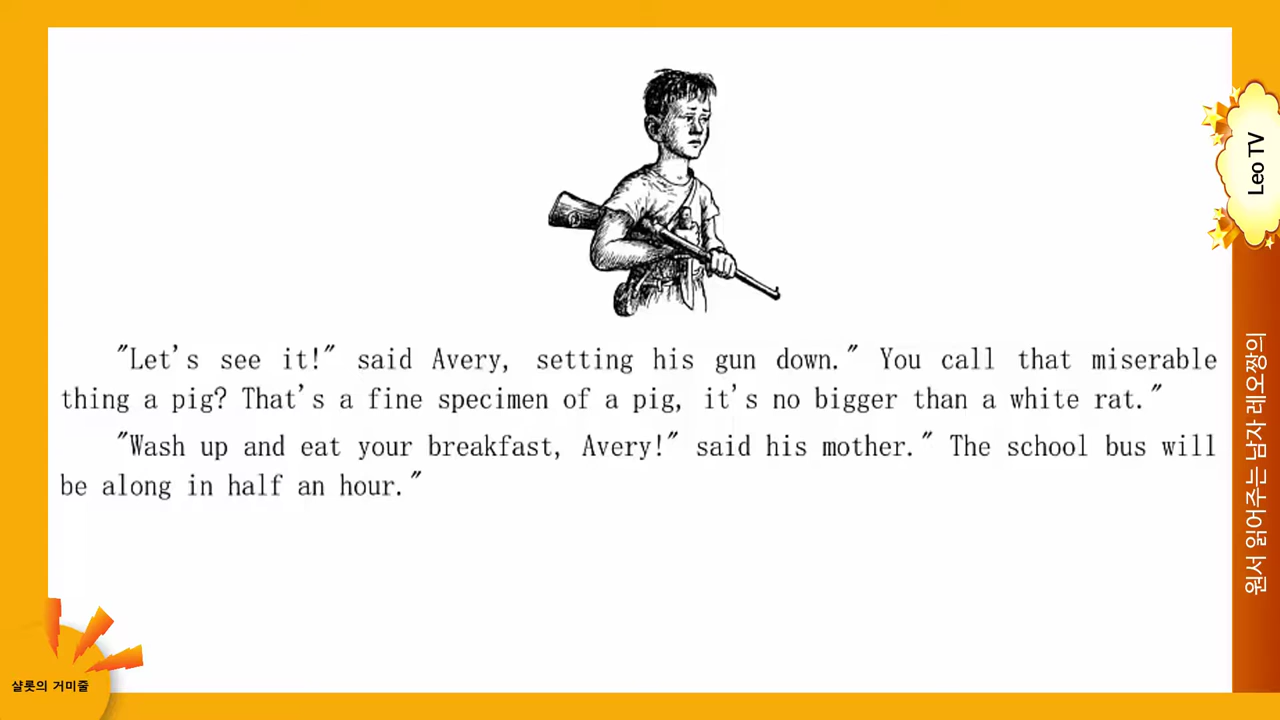 "Let's see it!" said Avery, setting his gun down." You call that miserable
thing a pig? That's a fine specimen of a pig, it's no bigger than a white rat."
"Wash up and eat your breakfast, Avery!" said his mother." The school bus will
be along in half an hour."
Leo TV
원서 읽어주는 남자 레오짱의
샬롯의 거미줄